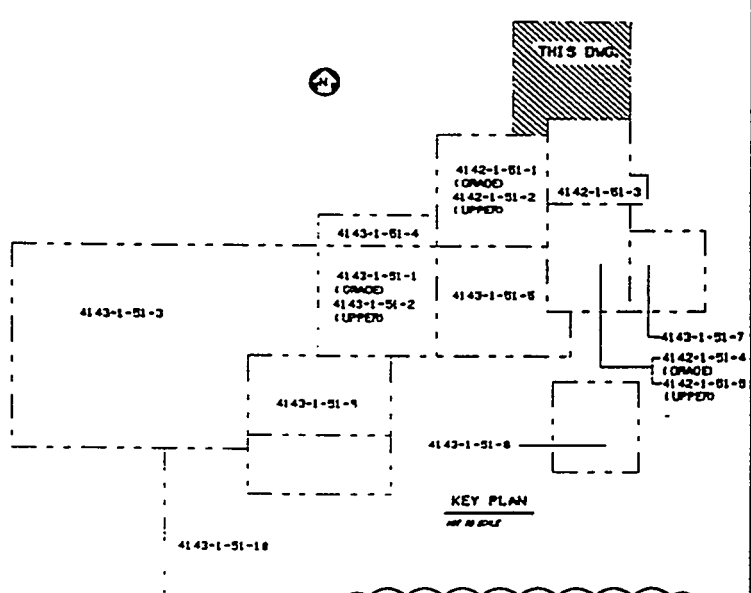 THIS DWG.
N
4142-1-51-1
(GRADE)
4142-1-51-2
(UPPER)
4142-1-51-3
4143-1-51-4
4143-1-51-1
(GRADE)
4143-1-51-2
(UPPER)
4143-1-51-5
4143-1-51-3
4143-1-51-7
4142-1-51-4
(GRADE)
4142-1-51-5
(UPPER)
4143-1-51-9
4143-1-51-8
KEY PLAN
NOT TO SCALE
4143-1-51-10